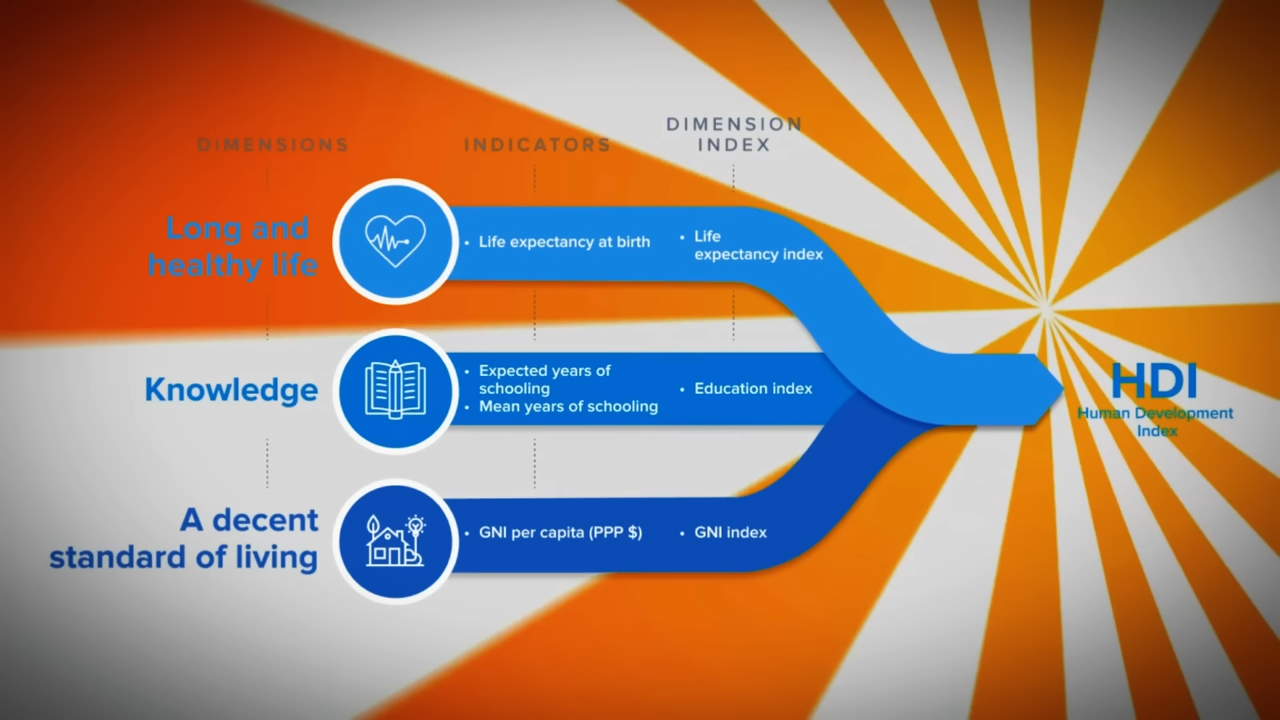 DIMENSIONS
INDICATORS
DIMENSION
INDEX
Long and
healthy life
• Life expectancy at birth
• Life
expectancy index
Knowledge
• Expected years of
schooling
• Mean years of schooling
• Education index
HDI
Human Development
Index
A decent
standard of living
• GNI per capita (PPP $)
• GNI index